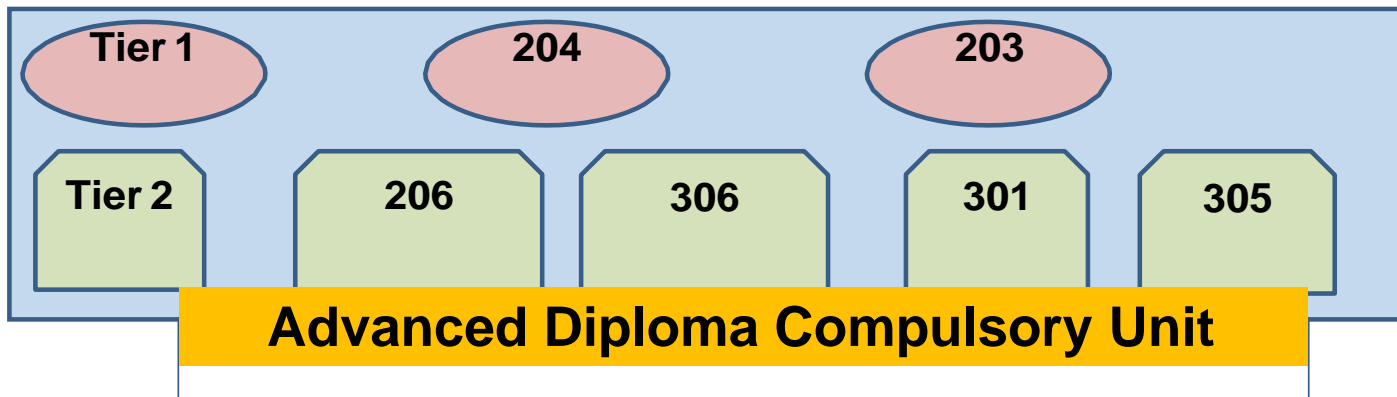 Tier 1 204 203
Tier 2 206 306 301 305
Advanced Diploma Compulsory Unit